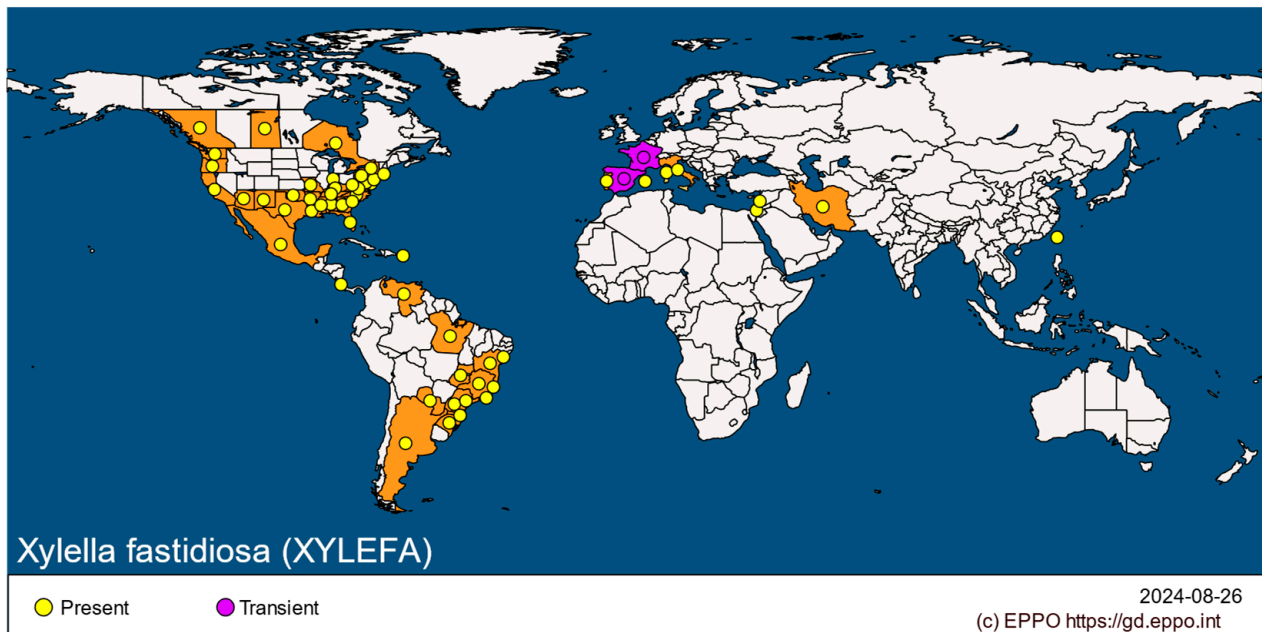 Xylella fastidiosa (XYLEFA)
Present
Transient
2024-08-26
(c) EPPO https://gd.eppo.int